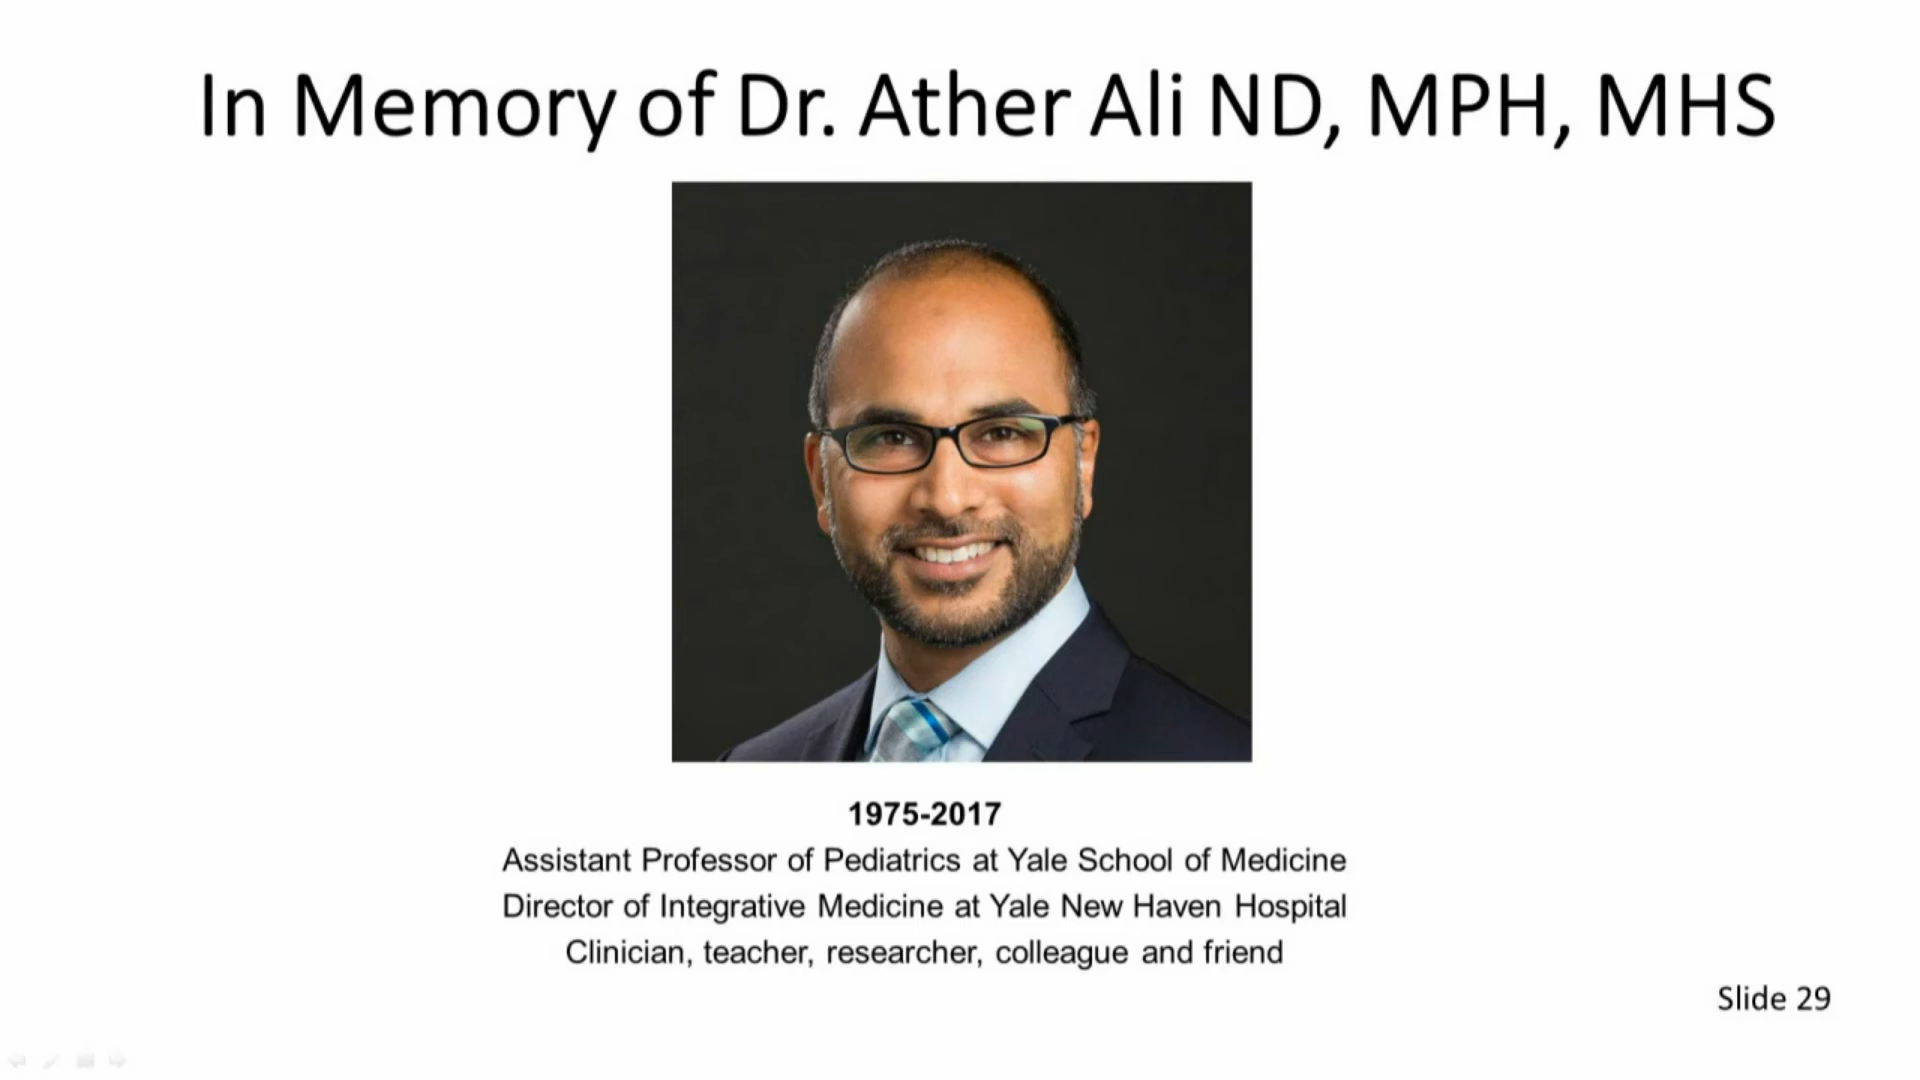 In Memory of Dr. Ather Ali ND, MPH, MHS
1975-2017
Assistant Professor of Pediatrics at Yale School of Medicine
Director of Integrative Medicine at Yale New Haven Hospital
Clinician, teacher, researcher, colleague and friend
Slide 29